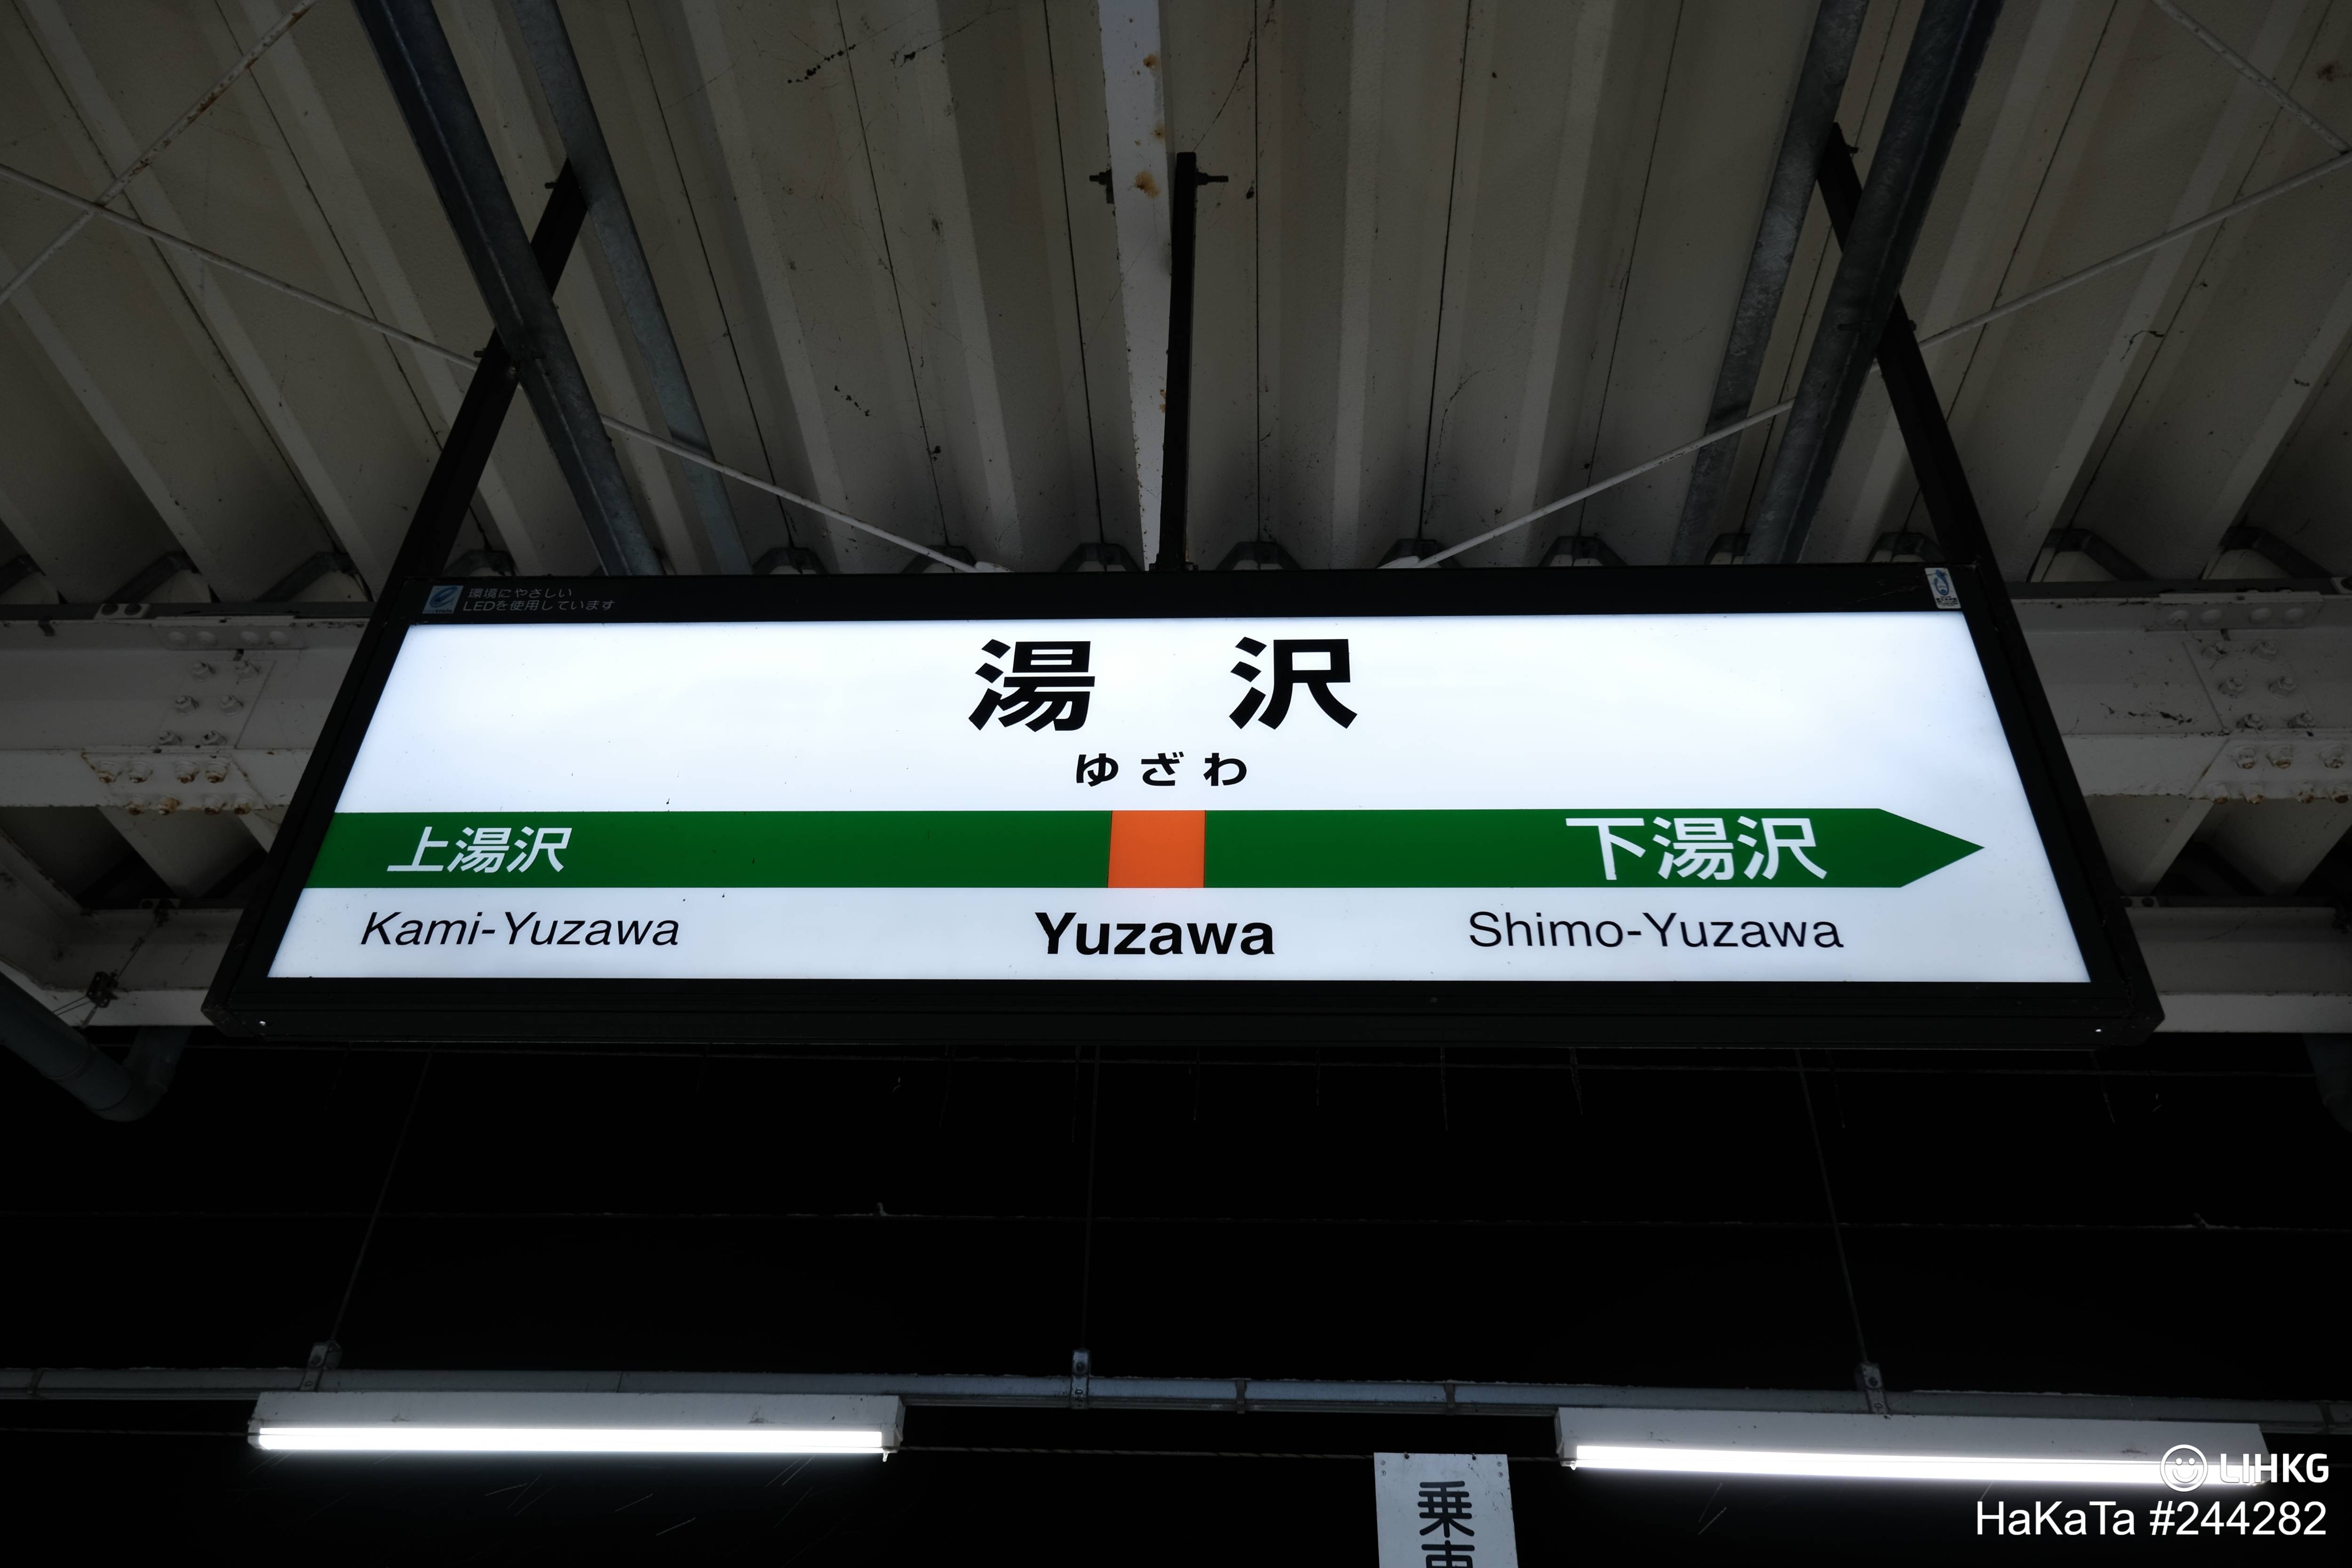 環境にやさしい
LEDを使用しています
湯沢
ゆざわ
上湯沢
下湯沢
Kami-Yuzawa
Yuzawa
Shimo-Yuzawa
乗
LIHKG
HaKaTa #244282